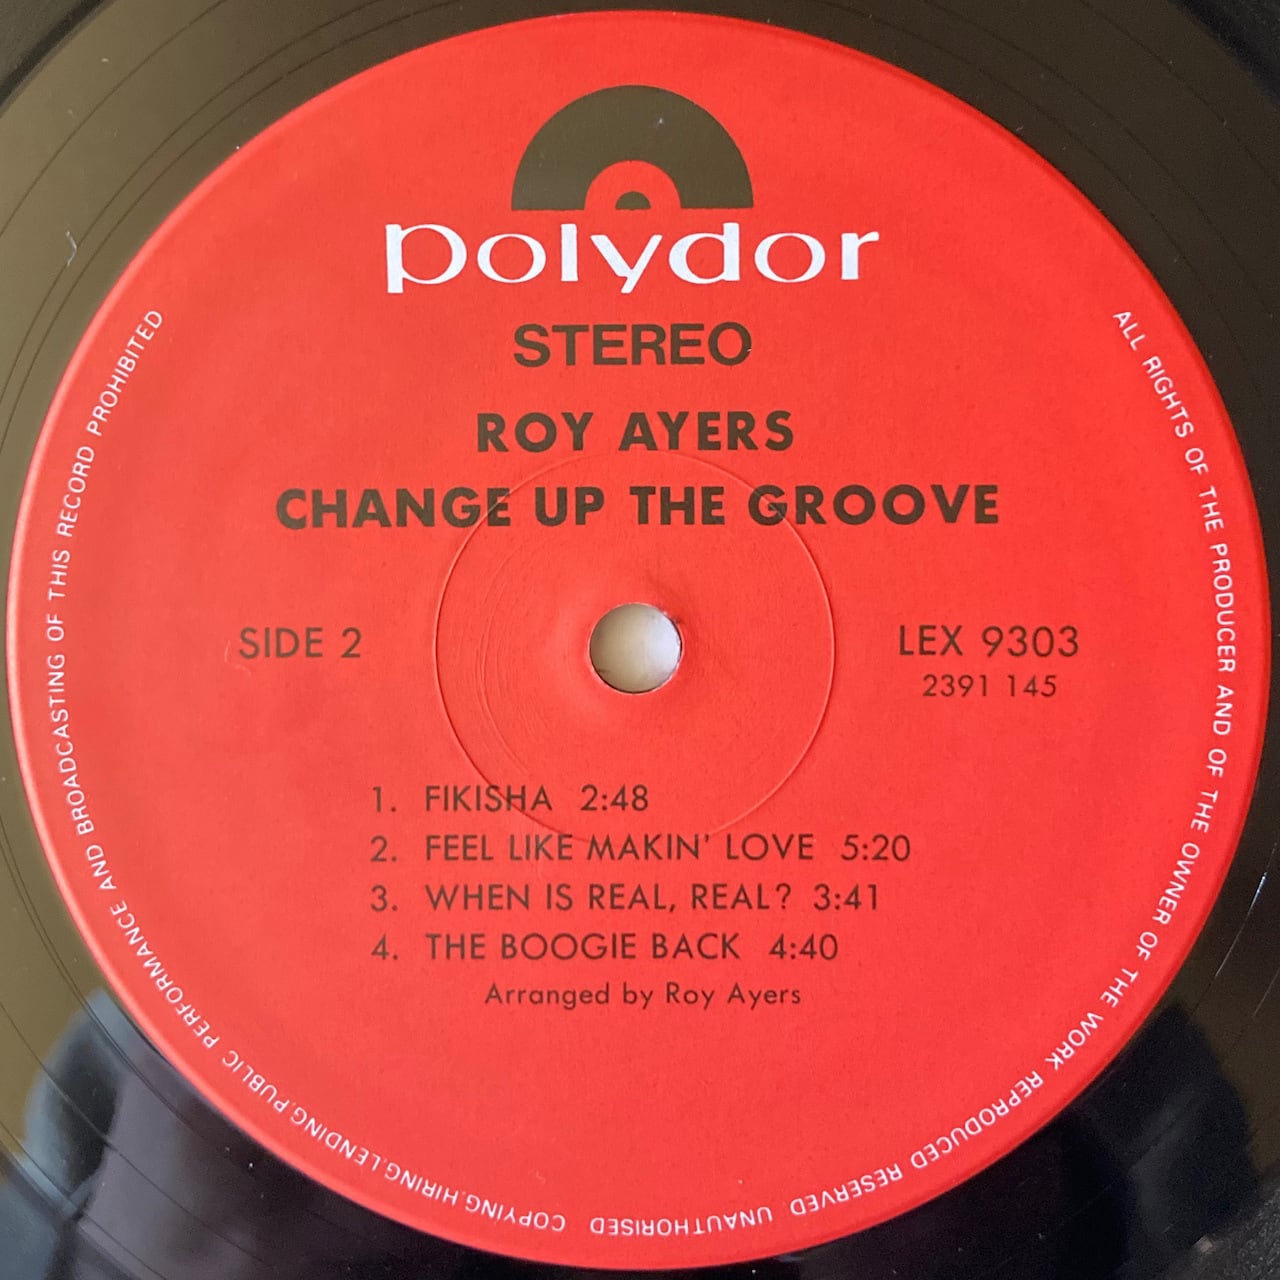 polydor
STEREO
ROY AYERS
CHANGE UP THE GROOVE
SIDE 2
LEX 9303
2391 145
1. FIKISHA 2:48
2. FEEL LIKE MAKIN' LOVE 5:20
3. WHEN IS REAL, REAL? 3:41
4. THE BOOGIE BACK 4:40
Arranged by Roy Ayers
ALL RIGHTS OF THE PRODUCER AND OF THE OWNER OF THE WORK REPRODUCED RESERVED UNAUTHORISED COPYING.HIRING.LENDING.PUBLIC PERFORMANCE AND BROADCASTING OF THIS RECORD PROHIBITED